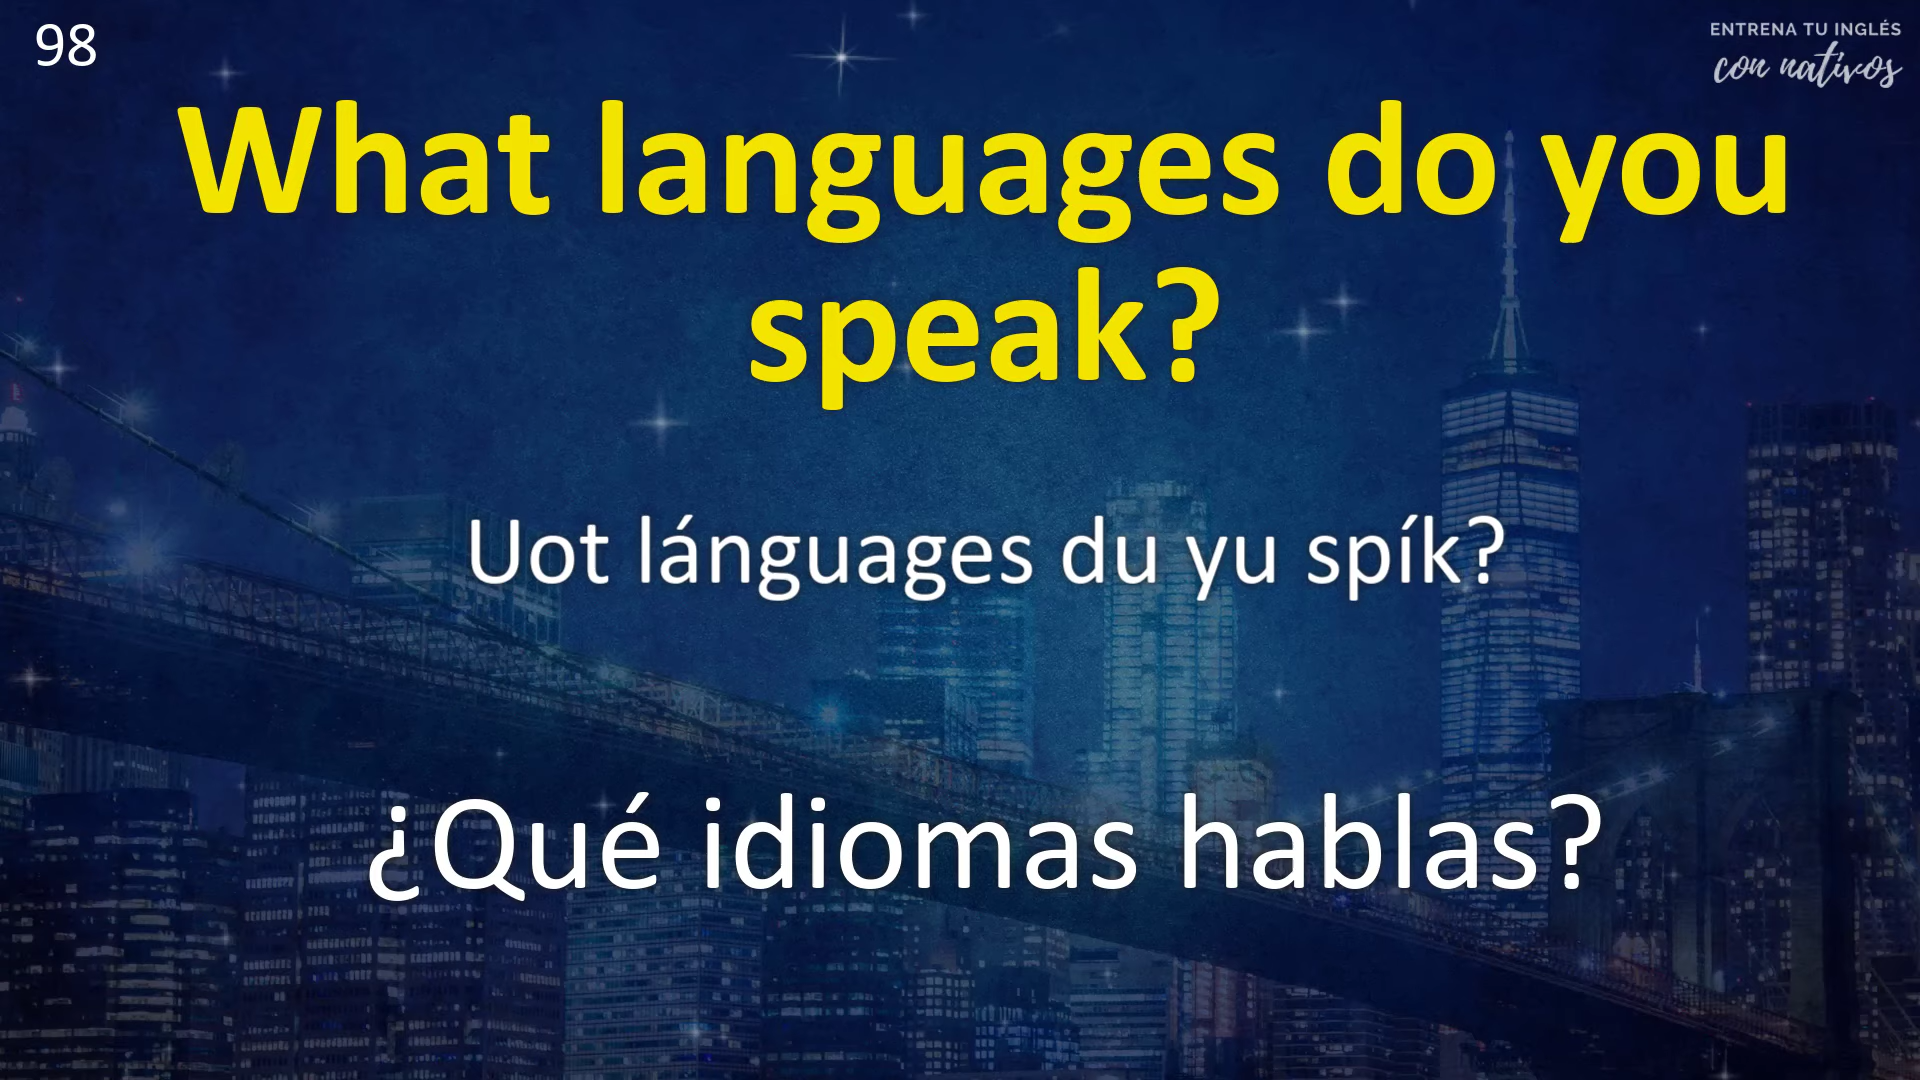 98
ENTRENA TU INGLÉS
con nativos
What languages do you
speak?
Uot lánguages du yu spík?
¿Qué idiomas hablas?